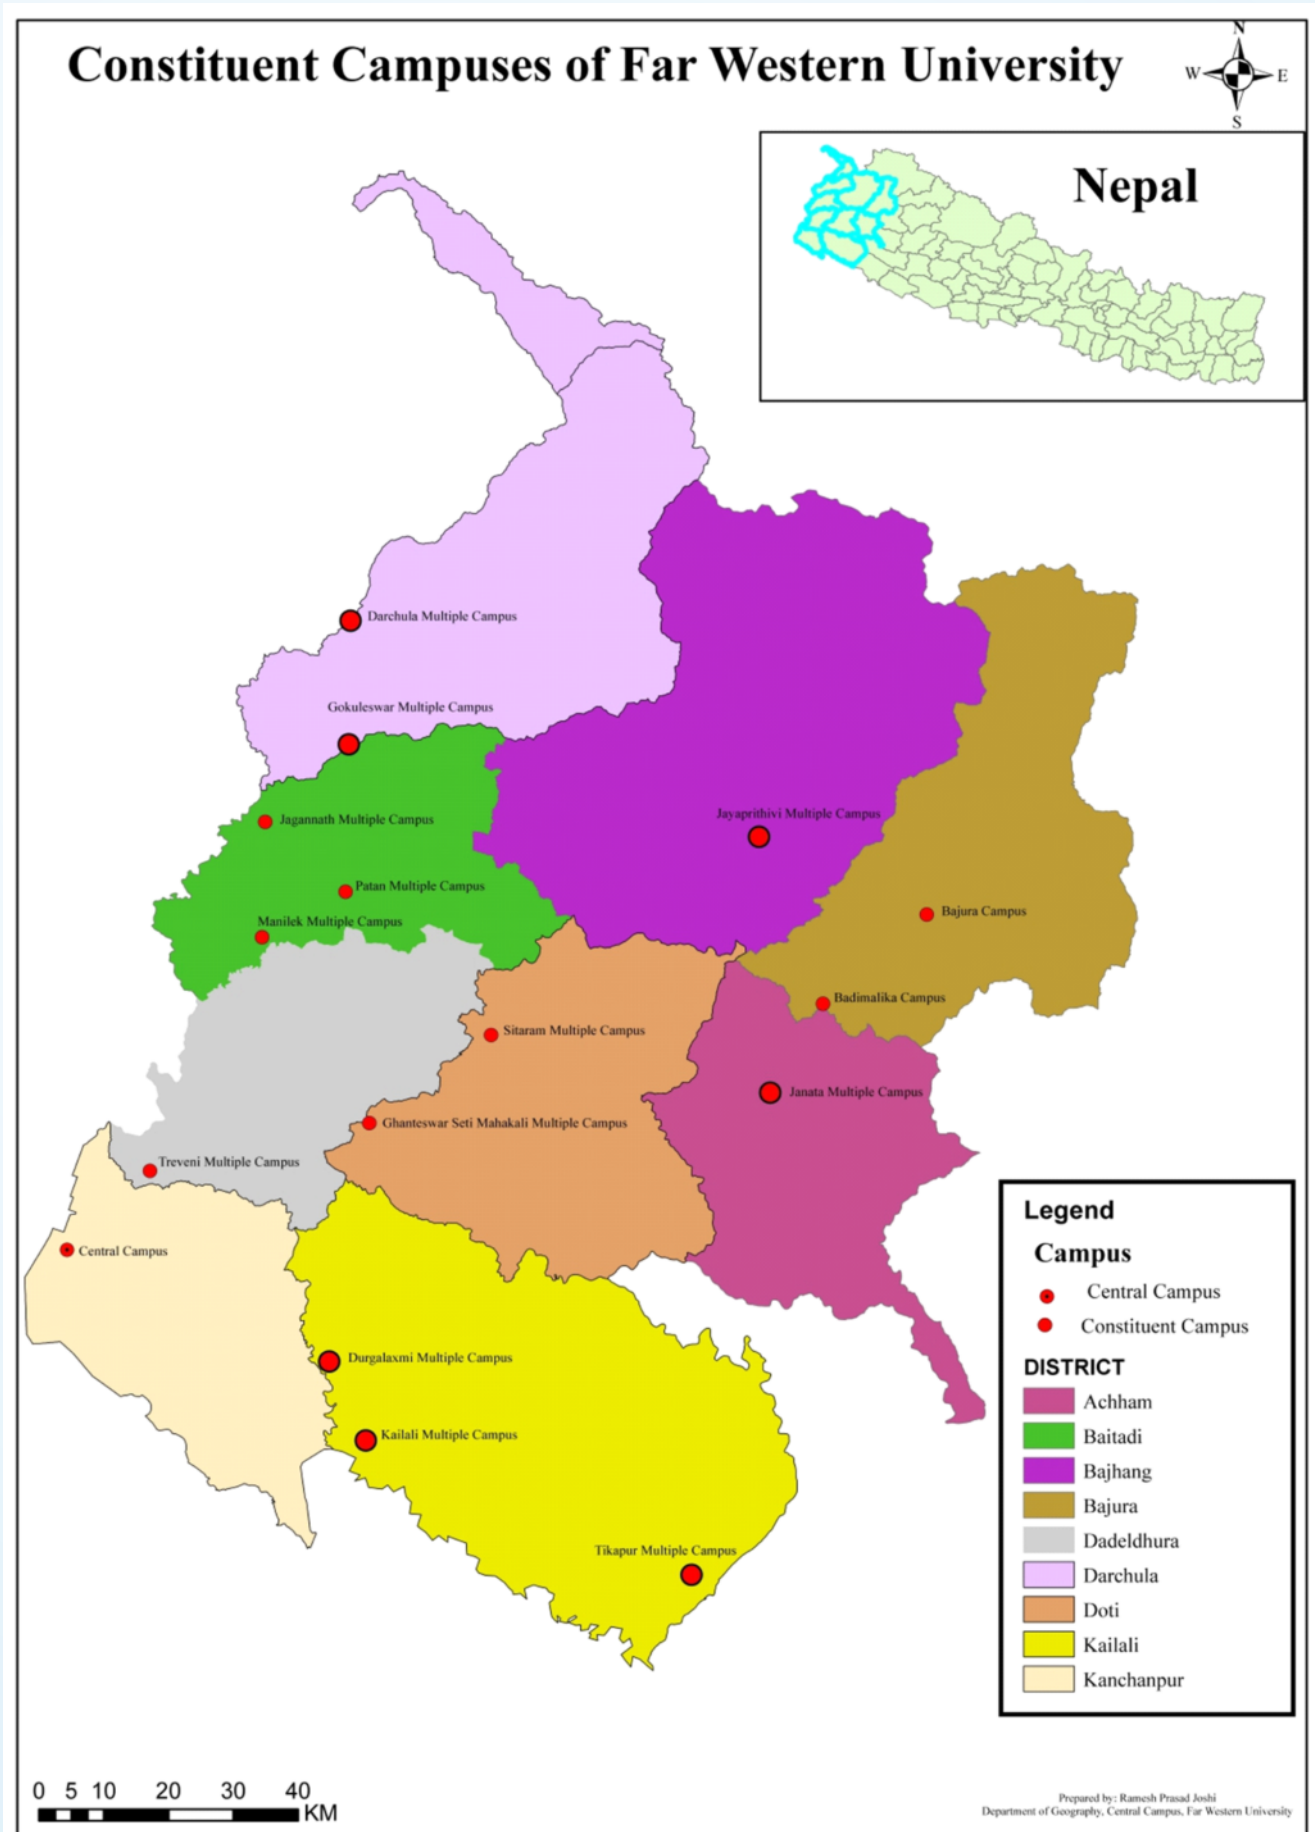 Constituent Campuses of Far Western University
N
W
E
S
Nepal
Darchula Multiple Campus
Gokuleswar Multiple Campus
Jagannath Multiple Campus
Jayaprithivi Multiple Campus
Patan Multiple Campus
Manilek Multiple Campus
Bajura Campus
Badimalika Campus
Sitaram Multiple Campus
Janata Multiple Campus
Ghanteswar Seti Mahakali Multiple Campus
Treveni Multiple Campus
Central Campus
Durgalaxmi Multiple Campus
Kailali Multiple Campus
Tikapur Multiple Campus
Legend
Campus
Central Campus
Constituent Campus
DISTRICT
Achham
Baitadi
Bajhang
Bajura
Dadeldhura
Darchula
Doti
Kailali
Kanchanpur
0 5 10 20 30 40
KM
Prepared by: Ramesh Prasad Joshi
Department of Geography, Central Campus, Far Western University